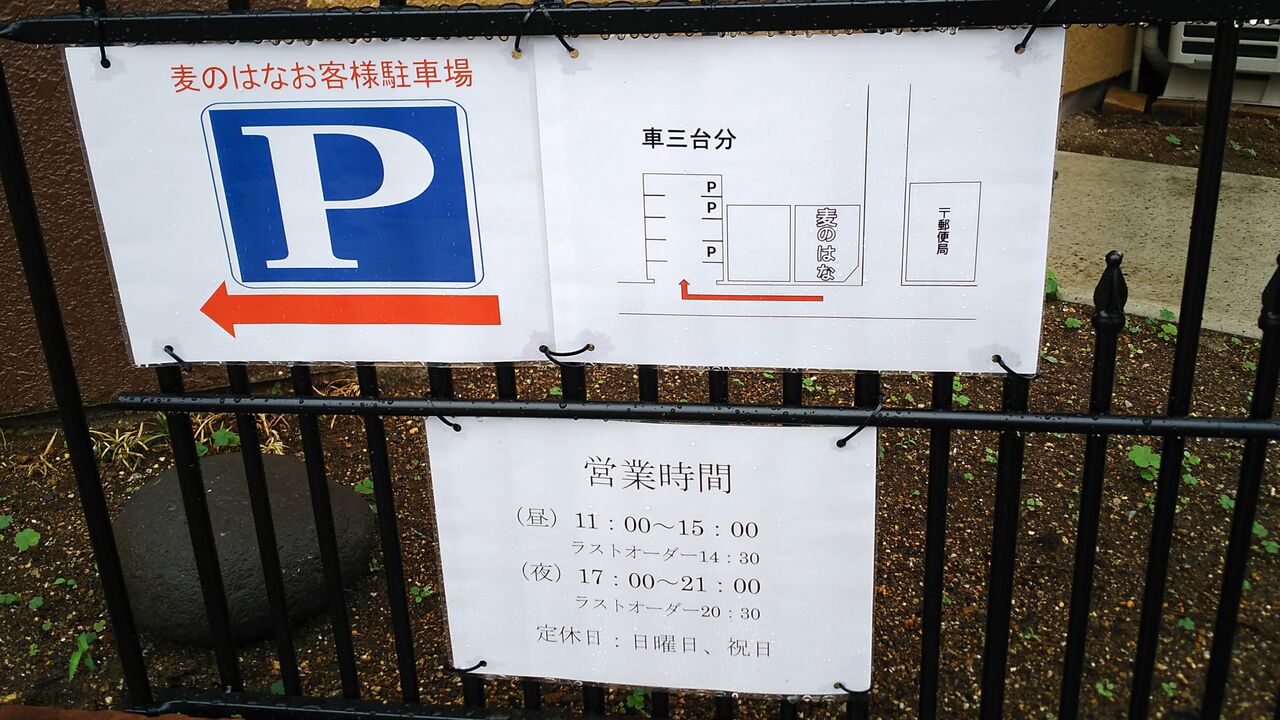 麦のはなお客様駐車場
P
車三台分
P
P
P
麦のはな
〒郵便局
営業時間
（昼）11：00～15：00
ラストオーダー14：30
（夜）17：00～21：00
ラストオーダー20：30
定休日：日曜日、祝日